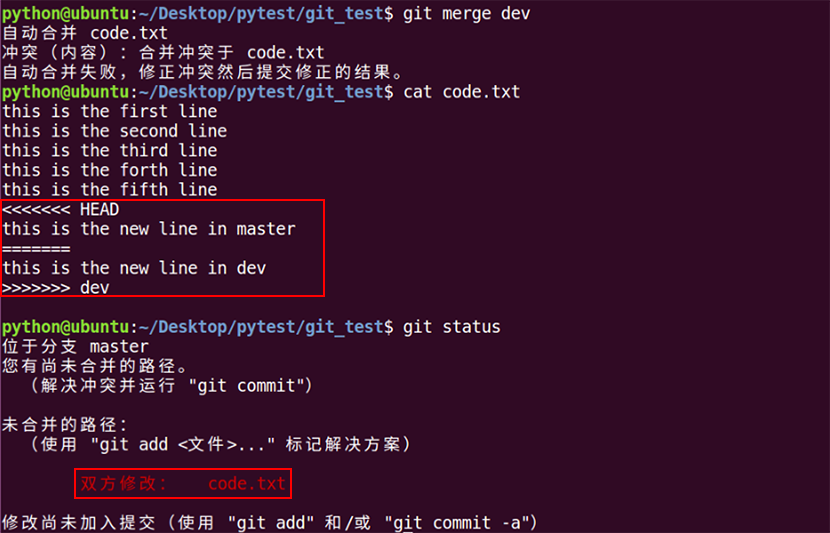 python@ubuntu:~/Desktop/pytest/git_test$ git merge dev
自动合并 code.txt
冲突（内容）：合并冲突于 code.txt
自动合并失败，修正冲突然后提交修正的结果。
python@ubuntu:~/Desktop/pytest/git_test$ cat code.txt
this is the first line
this is the second line
this is the third line
this is the forth line
this is the fifth line
<<<<<<< HEAD
this is the new line in master
=======
this is the new line in dev
>>>>>>> dev
python@ubuntu:~/Desktop/pytest/git_test$ git status
位于分支 master
您有尚未合并的路径。
（解决冲突并运行 "git commit"）
未合并的路径：
（使用 "git add <文件>..." 标记解决方案）
双方修改： code.txt
修改尚未加入提交（使用 "git add" 和/或 "git commit -a"）